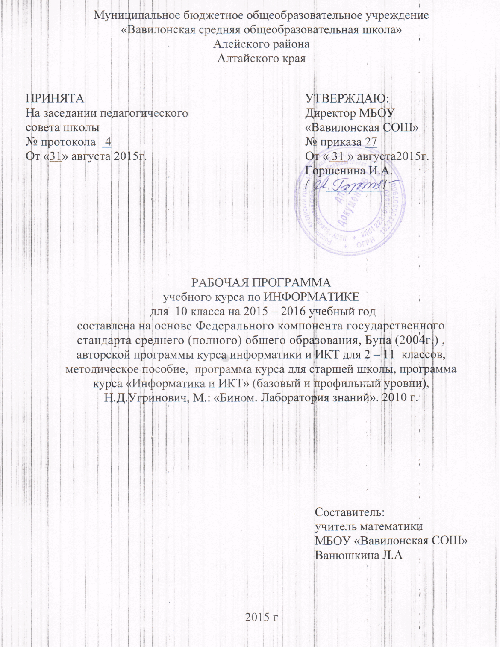 Муниципальное бюджетное общеобразовательное учреждение
«Вавилонская средняя общеобразовательная школа»
Алейского района
Алтайского края
ПРИНЯТА
На заседании педагогического
совета школы
№ протокола 4
От «31» августа 2015г.
УТВЕРЖДАЮ:
Директор МБОУ
«Вавилонская СОШ»
№ приказа 27
От « 31 » августа2015г.
Горшенина И.А.
РАБОЧАЯ ПРОГРАММА
учебного курса по ИНФОРМАТИКЕ
для 10 класса на 2015 – 2016 учебный год
составлена на основе Федерального компонента государственного
стандарта среднего (полного) общего образования, Бупа (2004г.) ,
авторской программы курса информатики и ИКТ для 2 – 11 классов,
методическое пособие, программа курса для старшей школы, программа
курса «Информатика и ИКТ» (базовый и профильный уровни),
Н.Д.Угринович, М.: «Бином. Лаборатория знаний». 2010 г.
Составитель:
учитель математики
МБОУ «Вавилонская СОШ»
Ванюшкина Л.А
2015 г